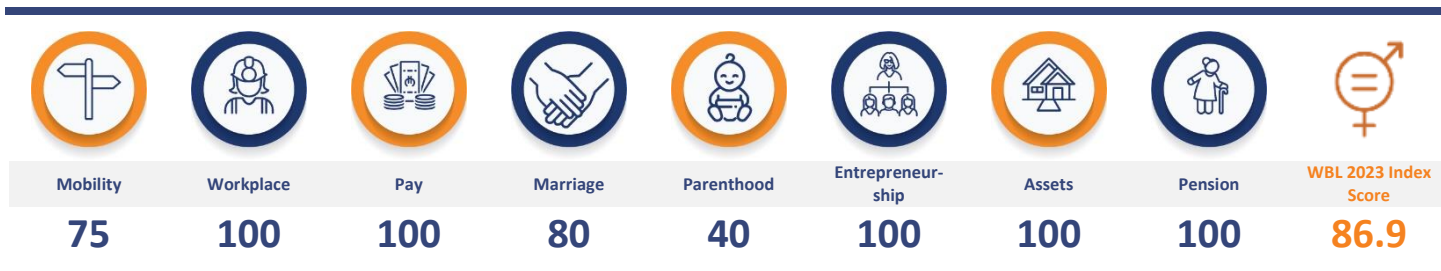 Mobility
Workplace
Pay
Marriage
Parenthood
Entrepreneur-
ship
Assets
Pension
WBL 2023 Index
Score
75
100
100
80
40
100
100
100
86.9